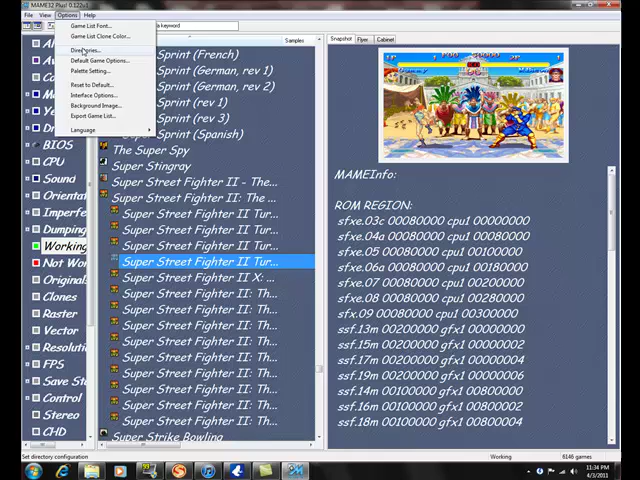 MAME32 Plus! 0.122u1
File View Options Help
Game List Font...
Game List Clone Color...
Directories...
Default Game Options...
Palette Setting...
Reset to Default...
Interface Options...
Background Image...
Export Game List...
Language
a keyword
Samples
BIOS
CPU
Sound
Orienta
Imperfe
Dumping
Working
Not Wo
Original
Clones
Raster
Vector
Resoluti
FPS
Save Stu
Control
Stereo
CHD
Sprint (French)
Sprint (German, rev 1)
Sprint (German, rev 2)
Sprint (rev 1)
Sprint (rev 3)
Sprint (Spanish)
The Super Spy
Super Stingray
Super Street Fighter II - The...
Super Street Fighter II: The ...
Super Street Fighter II Tur...
Super Street Fighter II Tur...
Super Street Fighter II Tur...
Super Street Fighter II Tur...
Super Street Fighter II X: ...
Super Street Fighter II: Th...
Super Street Fighter II: Th...
Super Street Fighter II: Th...
Super Street Fighter II: Th...
Super Street Fighter II: Th...
Super Street Fighter II: Th...
Super Street Fighter II: Th...
Super Street Fighter II: Th...
Super Street Fighter II: Th...
Super Strike Bowling
Snapshot Flyer Cabinet
MAMEInfo:
ROM REGION:
sfxe.03c 00080000 cpu1 00000000
sfxe.04a 00080000 cpu1 00080000
sfxe.05 00080000 cpu1 00100000
sfxe.06a 00080000 cpu1 00180000
sfxe.07 00080000 cpu1 00200000
sfxe.08 00080000 cpu1 00280000
sfx.09 00080000 cpu1 00300000
ssf.13m 00200000 gfx1 00000000
ssf.15m 00200000 gfx1 00000002
ssf.17m 00200000 gfx1 00000004
ssf.19m 00200000 gfx1 00000006
ssf.14m 00100000 gfx1 00800000
ssf.16m 00100000 gfx1 00800002
ssf.18m 00100000 gfx1 00800004
Set directory configuration
Working
6146 games
11:34 PM
4/3/2011